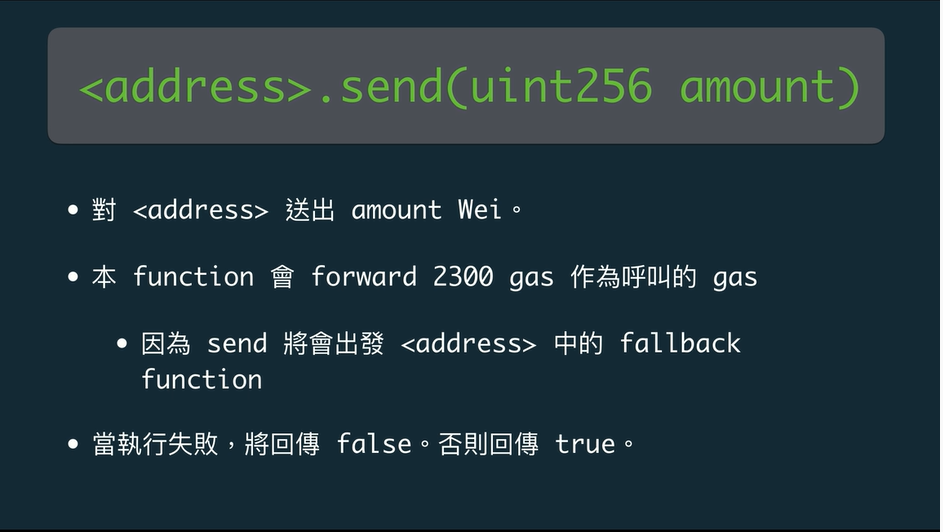 <address>.send(uint256 amount)
• 對 <address> 送出 amount Wei。
• 本 function 會 forward 2300 gas 作為呼叫的 gas
• 因為 send 將會出發 <address> 中的 fallback
function
• 當執行失敗，將回傳 false。否則回傳 true。